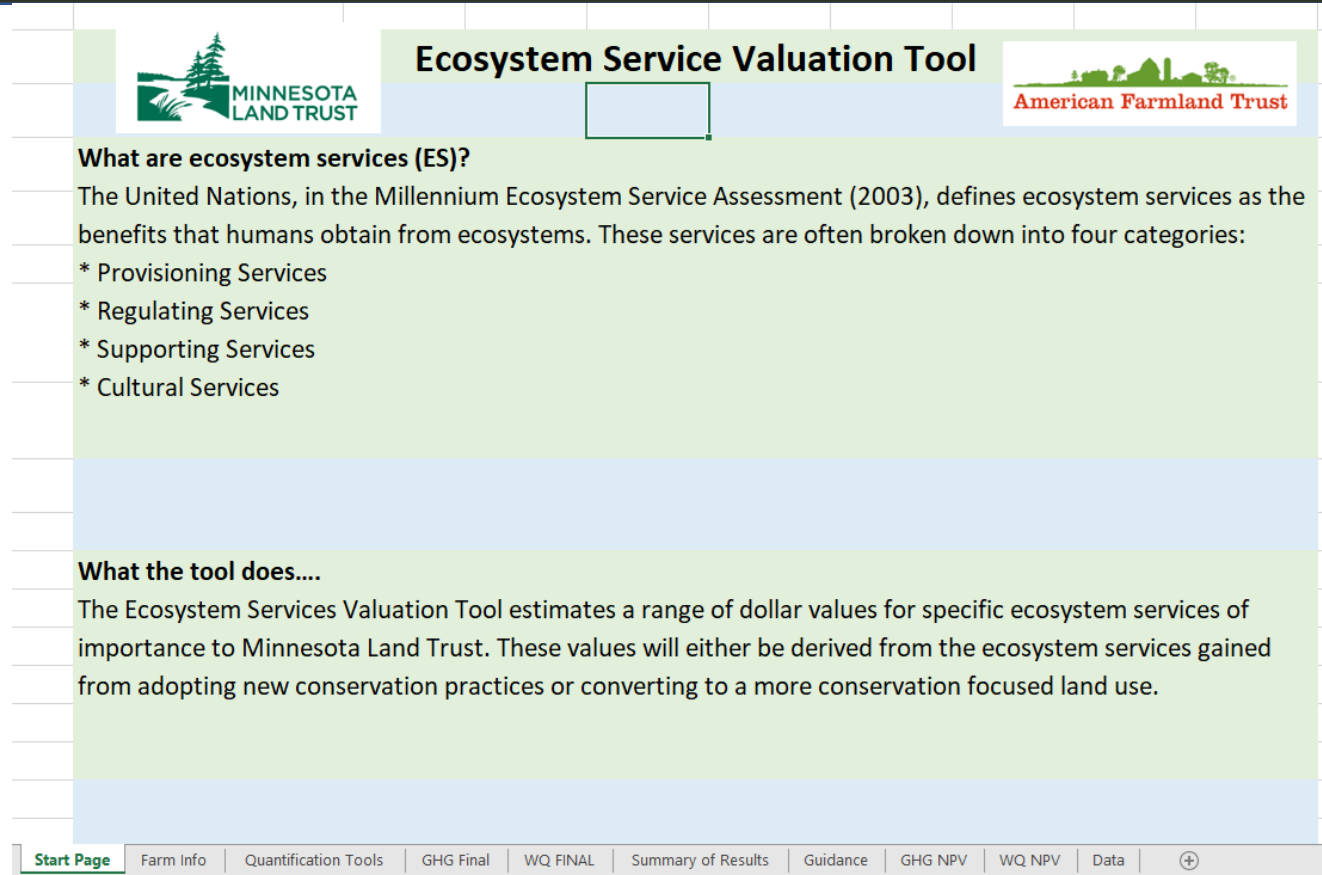 Ecosystem Service Valuation Tool
MINNESOTA
LAND TRUST
American Farmland Trust
What are ecosystem services (ES)?
The United Nations, in the Millennium Ecosystem Service Assessment (2003), defines ecosystem services as the
benefits that humans obtain from ecosystems. These services are often broken down into four categories:
* Provisioning Services
* Regulating Services
* Supporting Services
* Cultural Services
What the tool does....
The Ecosystem Services Valuation Tool estimates a range of dollar values for specific ecosystem services of
importance to Minnesota Land Trust. These values will either be derived from the ecosystem services gained
from adopting new conservation practices or converting to a more conservation focused land use.
Start Page Farm Info Quantification Tools GHG Final WQ FINAL Summary of Results Guidance GHG NPV WQ NPV Data